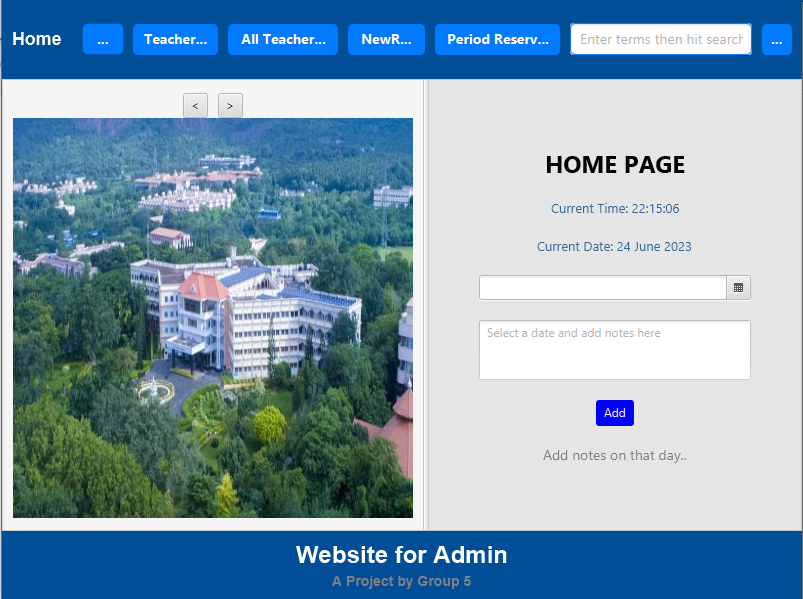 Home
...
Teacher...
All Teacher...
NewR...
Period Reserv...
Enter terms then hit search
...
<
>
HOME PAGE
Current Time: 22:15:06
Current Date: 24 June 2023
Select a date and add notes here
Add
Add notes on that day..
Website for Admin
A Project by Group 5